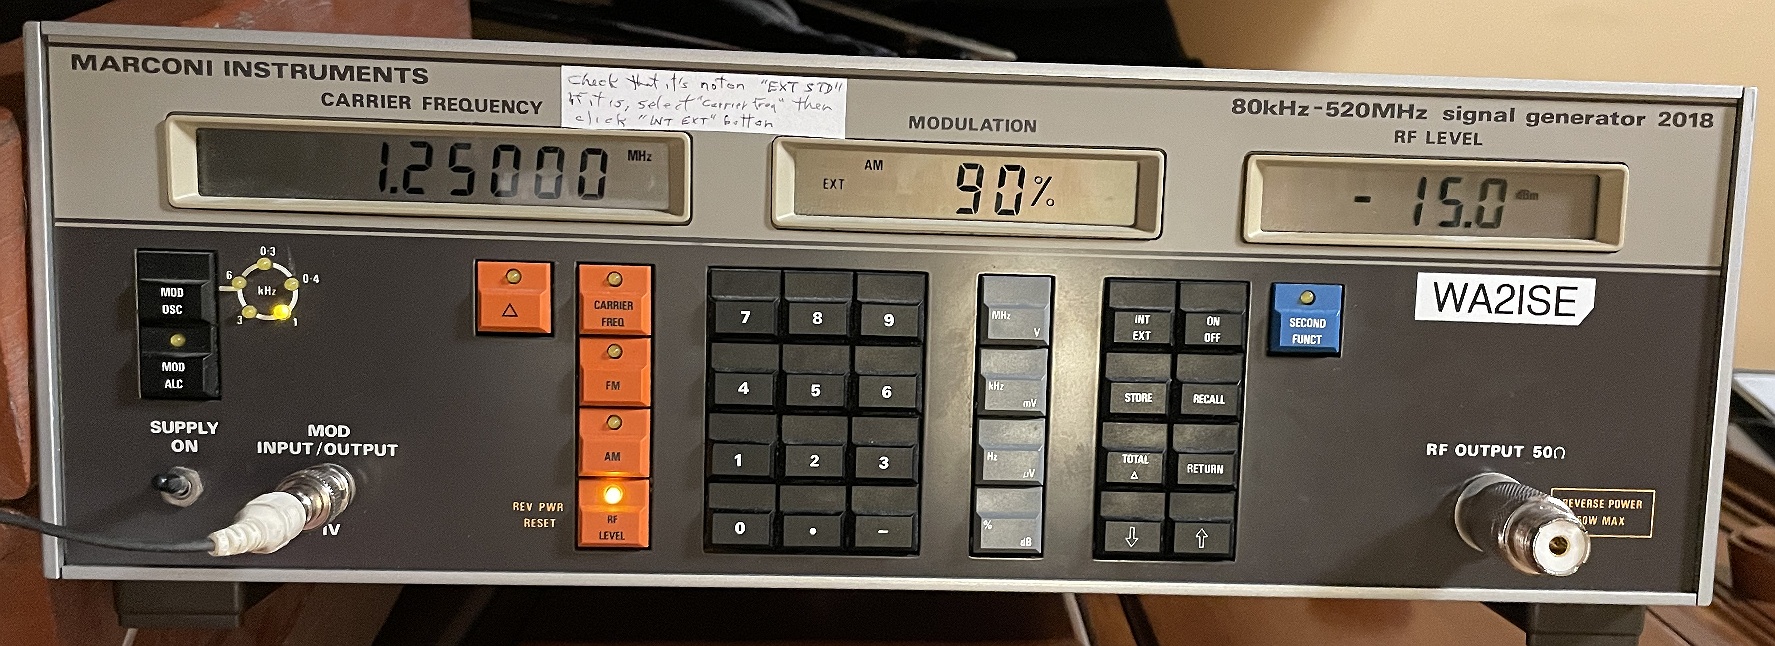 MARCONI INSTRUMENTS
CARRIER FREQUENCY
Check that it's not on "EXT STD"
If it is, select "Carrier Freq" then
click "INT EXT" button
MODULATION
80kHz-520MHz signal generator 2018
RF LEVEL
1.25000 MHz
EXT AM 90%
- 15.0 dBm
MOD OSC
0·3
6
0·4
kHz
3
1
MOD ALC
Δ
CARRIER FREQ
FM
AM
RF LEVEL
REV PWR
RESET
7 8 9
4 5 6
1 2 3
0 • –
MHz V
kHz mV
Hz µV
% dB
INT EXT
ON OFF
STORE
RECALL
TOTAL Δ
RETURN
⇩ ⇧
SECOND FUNCT
WA2ISE
SUPPLY
ON
MOD
INPUT/OUTPUT
1V
RF OUTPUT 50Ω
REVERSE POWER
MAX